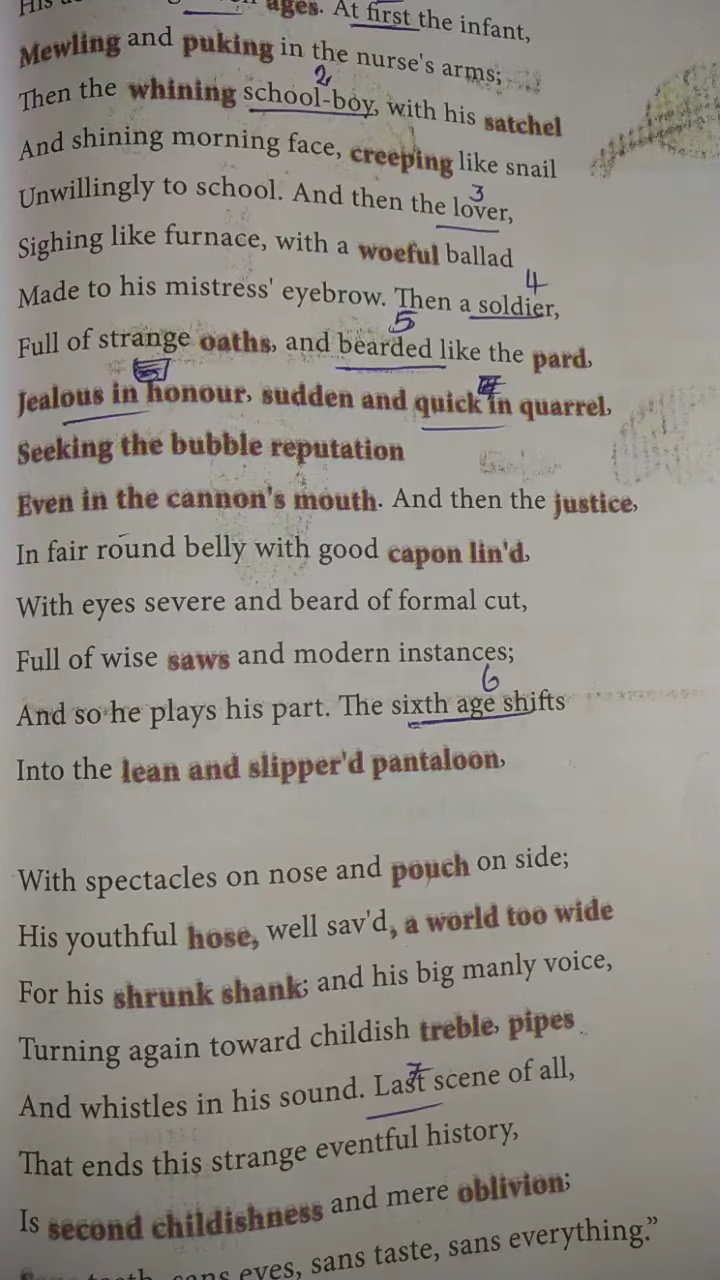 His ages. At first the infant,
Mewling and puking in the nurse's arms;
2
Then the whining school-boy, with his satchel
And shining morning face, creeping like snail
3
Unwillingly to school. And then the lover,
Sighing like furnace, with a woeful ballad
4
Made to his mistress' eyebrow. Then a soldier,
5
Full of strange oaths, and bearded like the pard,
Jealous in honour, sudden and quick in quarrel,
Seeking the bubble reputation
Even in the cannon's mouth. And then the justice,
In fair round belly with good capon lin'd,
With eyes severe and beard of formal cut,
Full of wise saws and modern instances;
6
And so he plays his part. The sixth age shifts
Into the lean and slipper'd pantaloon,
With spectacles on nose and pouch on side;
His youthful hose, well sav'd, a world too wide
For his shrunk shank; and his big manly voice,
Turning again toward childish treble, pipes
7
And whistles in his sound. Last scene of all,
That ends this strange eventful history,
Is second childishness and mere oblivion;
teeth, sans eyes, sans taste, sans everything.”